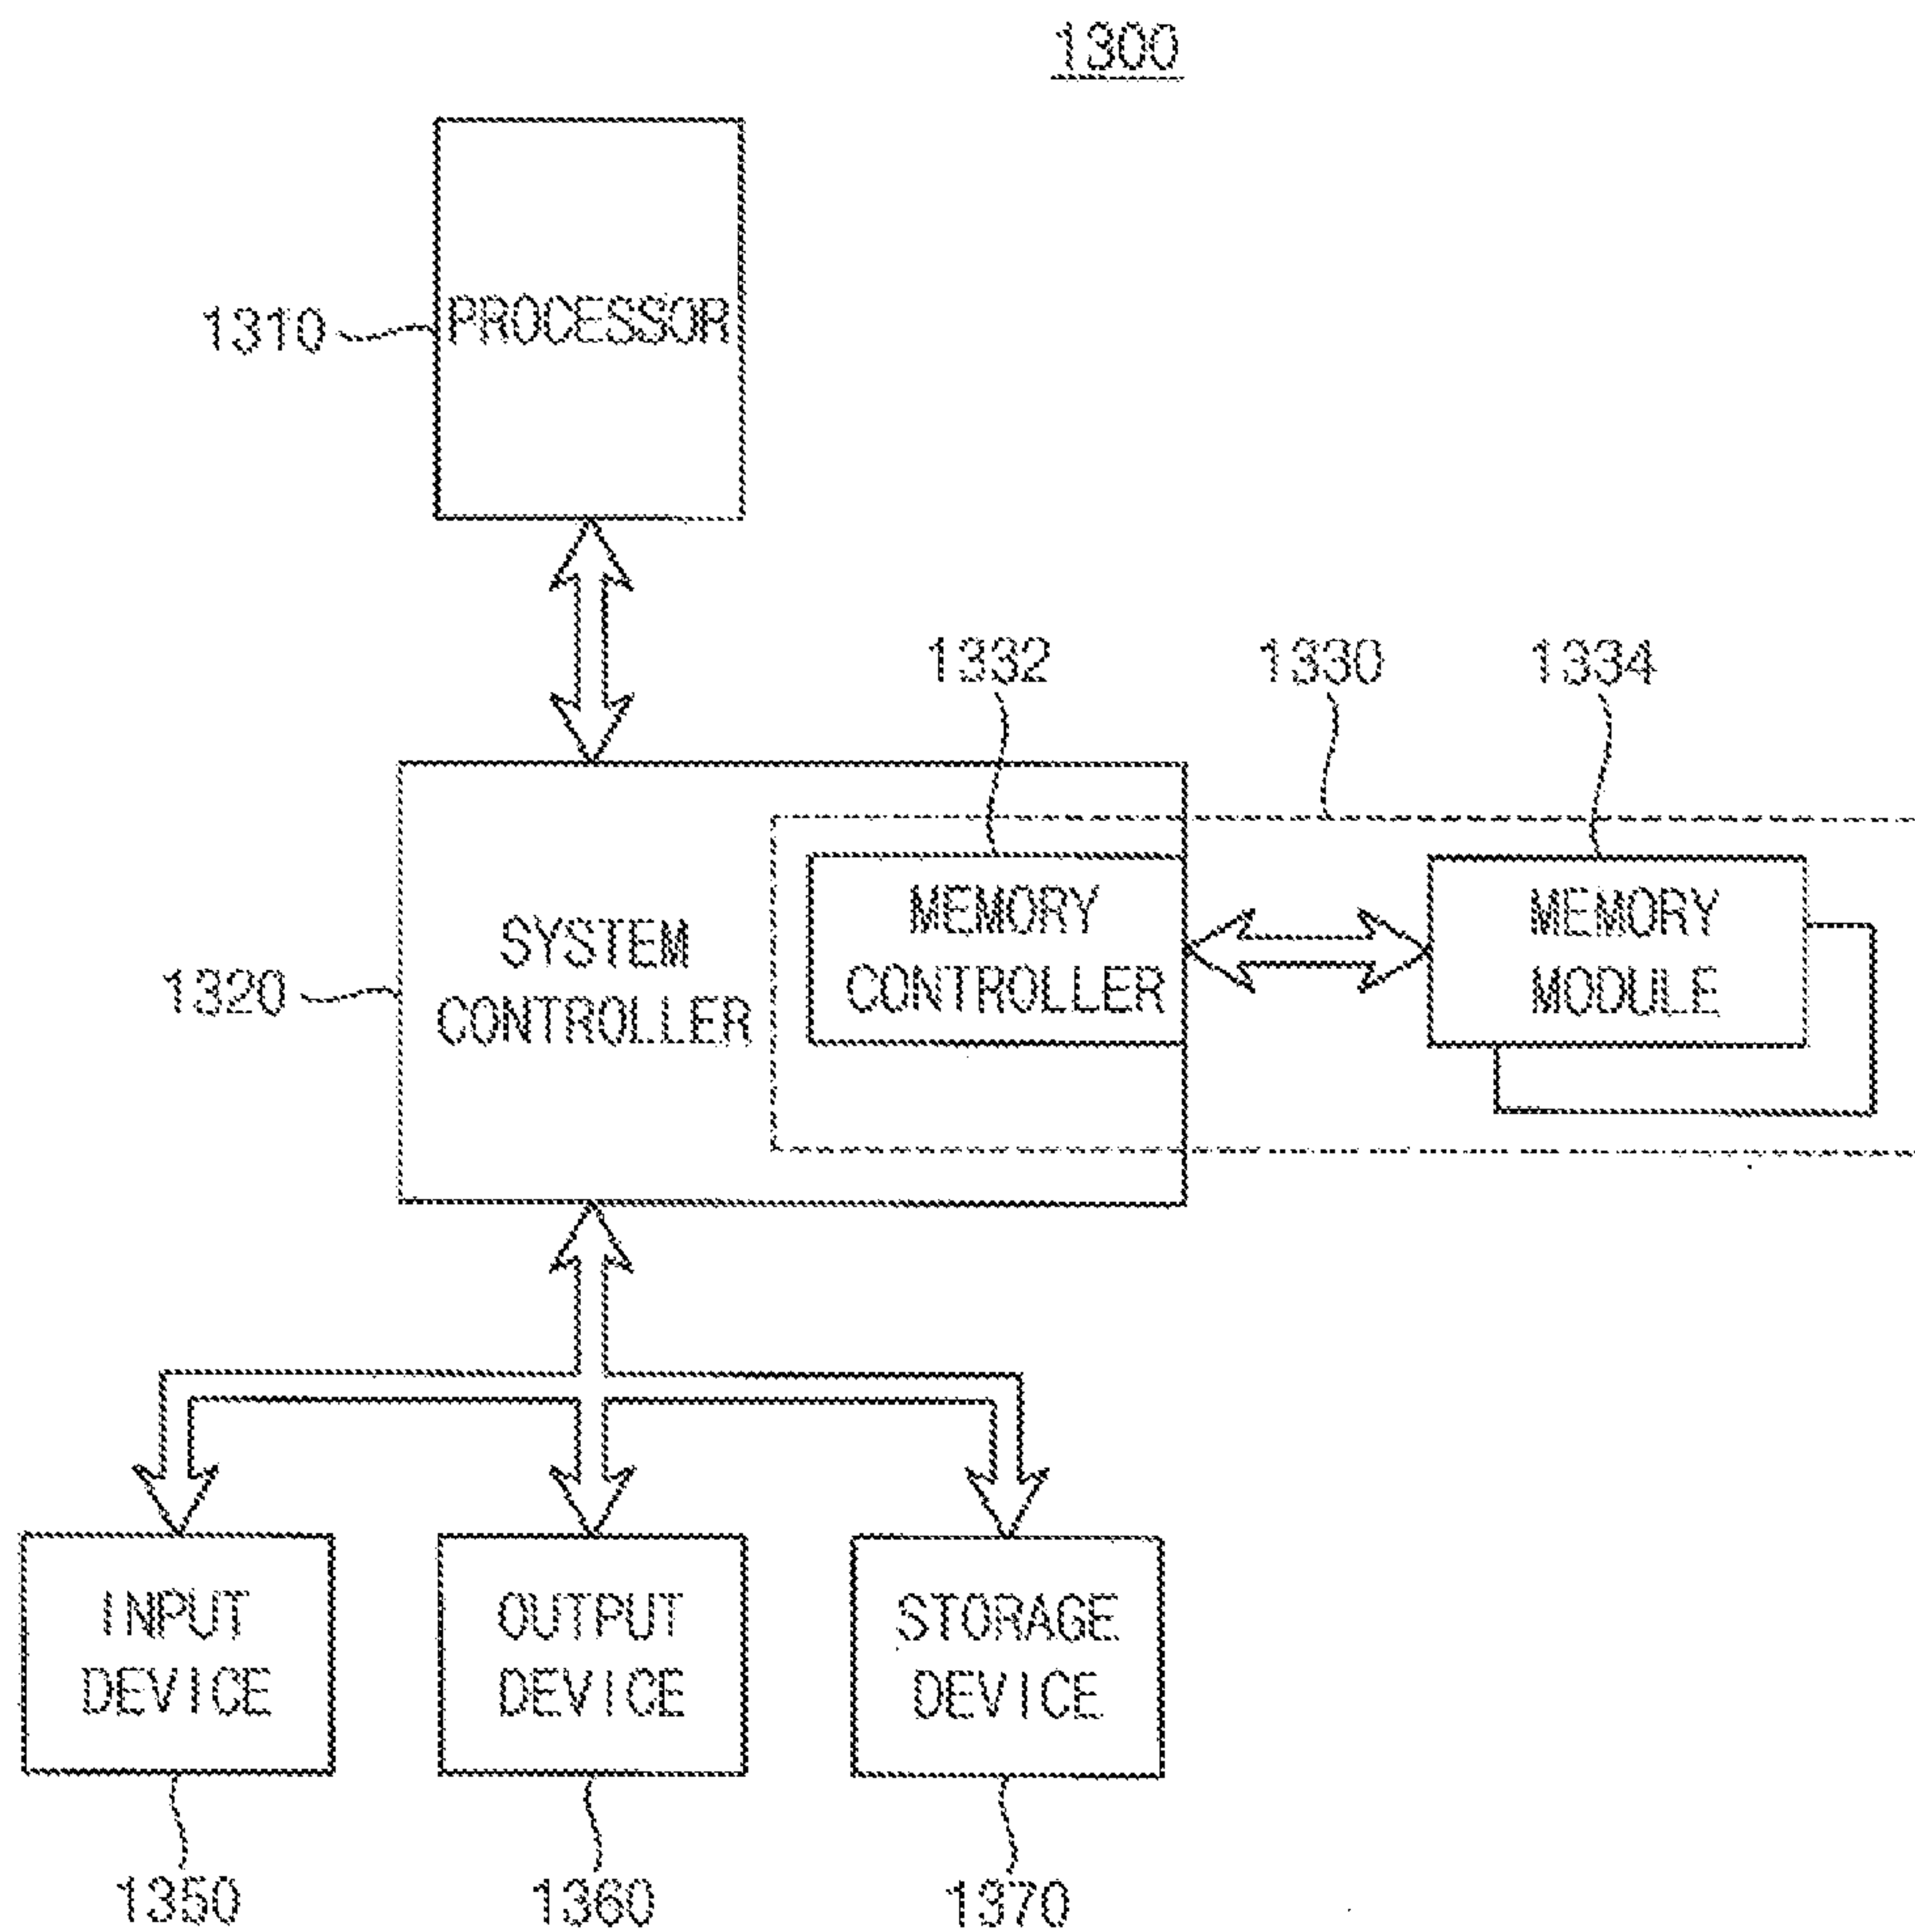 1300
1310
PROCESSOR
1332
1330
1334
1320
SYSTEM
CONTROLLER
MEMORY
CONTROLLER
MEMORY
MODULE
INPUT
DEVICE
OUTPUT
DEVICE
STORAGE
DEVICE
1350
1360
1370